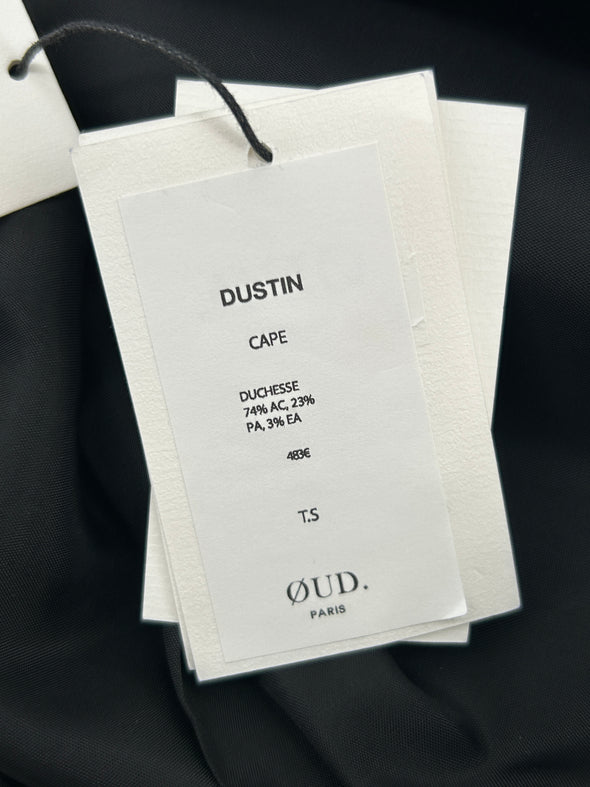 DUSTIN
CAPE
DUCHESSE
74% AC, 23%
PA, 3% EA
483€
T.S
ØUD.
PARIS